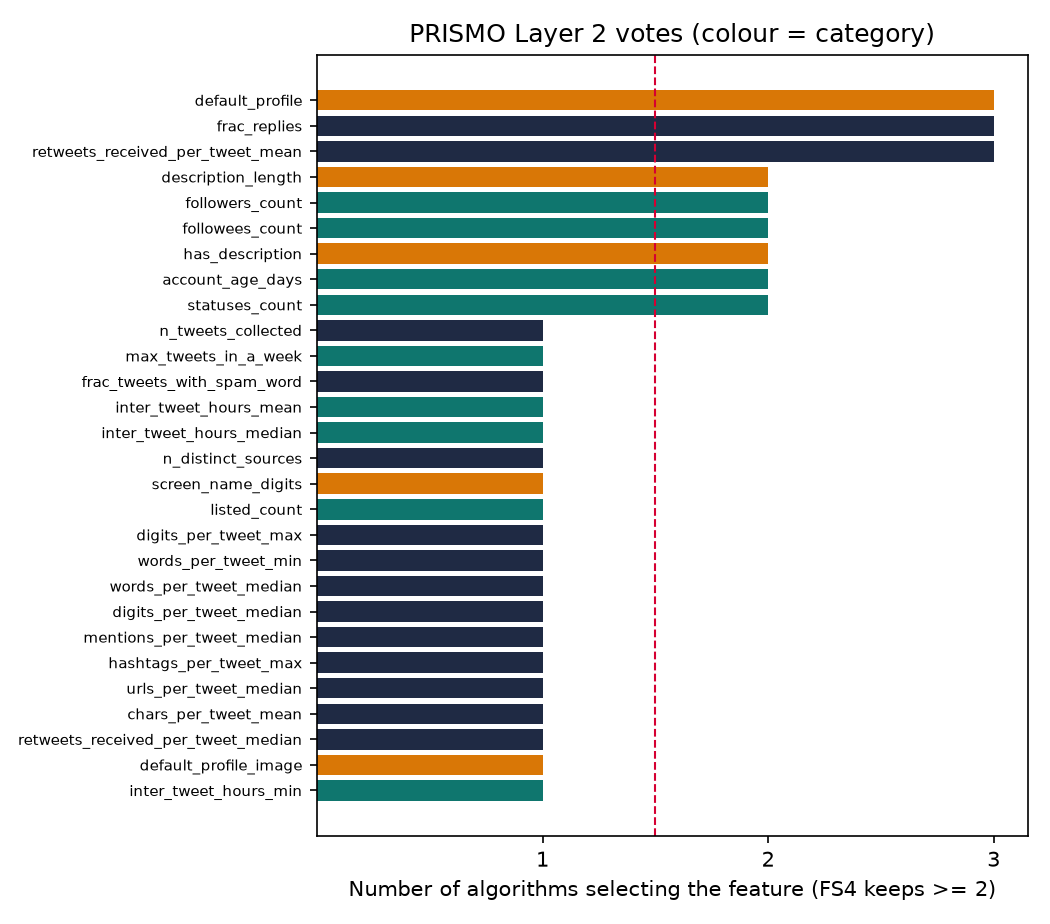 PRISMO Layer 2 votes (colour = category)
default_profile
frac_replies
retweets_received_per_tweet_mean
description_length
followers_count
followees_count
has_description
account_age_days
statuses_count
n_tweets_collected
max_tweets_in_a_week
frac_tweets_with_spam_word
inter_tweet_hours_mean
inter_tweet_hours_median
n_distinct_sources
screen_name_digits
listed_count
digits_per_tweet_max
words_per_tweet_min
words_per_tweet_median
digits_per_tweet_median
mentions_per_tweet_median
hashtags_per_tweet_max
urls_per_tweet_median
chars_per_tweet_mean
retweets_received_per_tweet_median
default_profile_image
inter_tweet_hours_min
1 2 3
Number of algorithms selecting the feature (FS4 keeps >= 2)